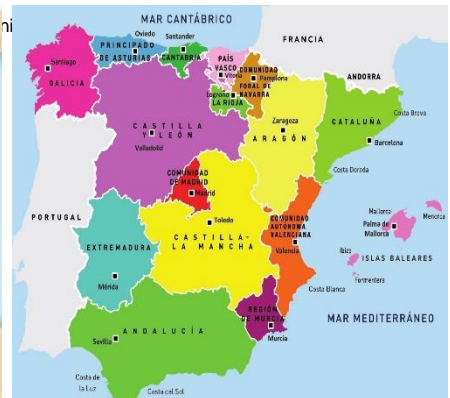 MAR CANTÁBRICO
ni
Oviedo
Santander
FRANCIA
PRINCIPADO
DE ASTURIAS
CANTABRIA
PAÍS
VASCO
Vitoria
Santiago
GALICIA
COMUNIDAD
FORAL DE
NAVARRA
Pamplona
ANDORRA
Logroño
LA RIOJA
CASTILLA
Y LEÓN
Valladolid
Zaragoza
ARAGÓN
CATALUÑA
Costa Brava
Barcelona
Costa Dorada
COMUNIDAD
DE MADRID
Madrid
PORTUGAL
Toledo
CASTILLA-
LA MANCHA
COMUNIDAD
AUTÓNOMA
VALENCIANA
Valencia
Mallorca
Menorca
Palma de
Mallorca
Ibiza
ISLAS BALEARES
Formentera
EXTREMADURA
Mérida
Costa Blanca
ANDALUCÍA
Sevilla
REGIÓN
DE MURCIA
Murcia
MAR MEDITERRÁNEO
Costa de
la Luz
Costa del Sol